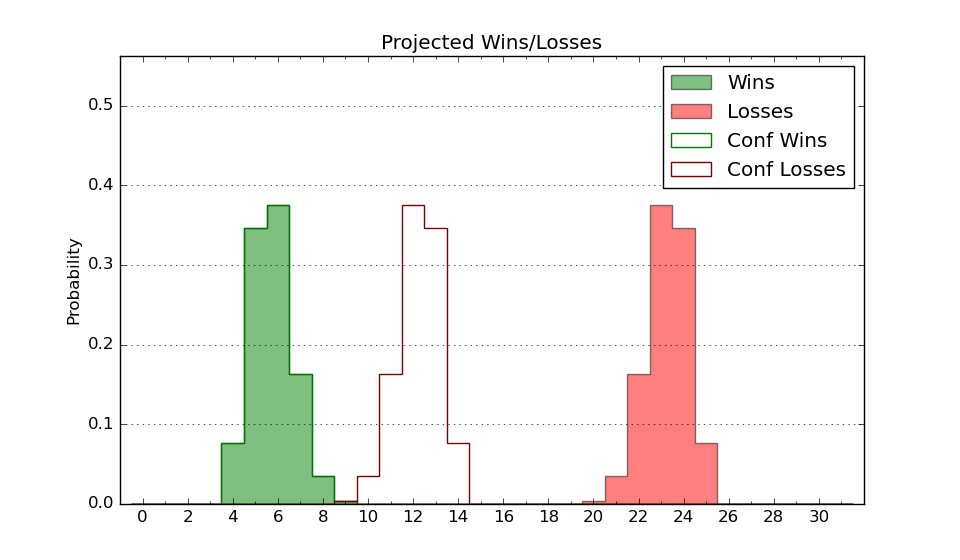 Projected Wins/Losses
Wins
Losses
Conf Wins
Conf Losses
Probability
0.5
0.4
0.3
0.2
0.1
0.0
0 2 4 6 8 10 12 14 16 18 20 22 24 26 28 30